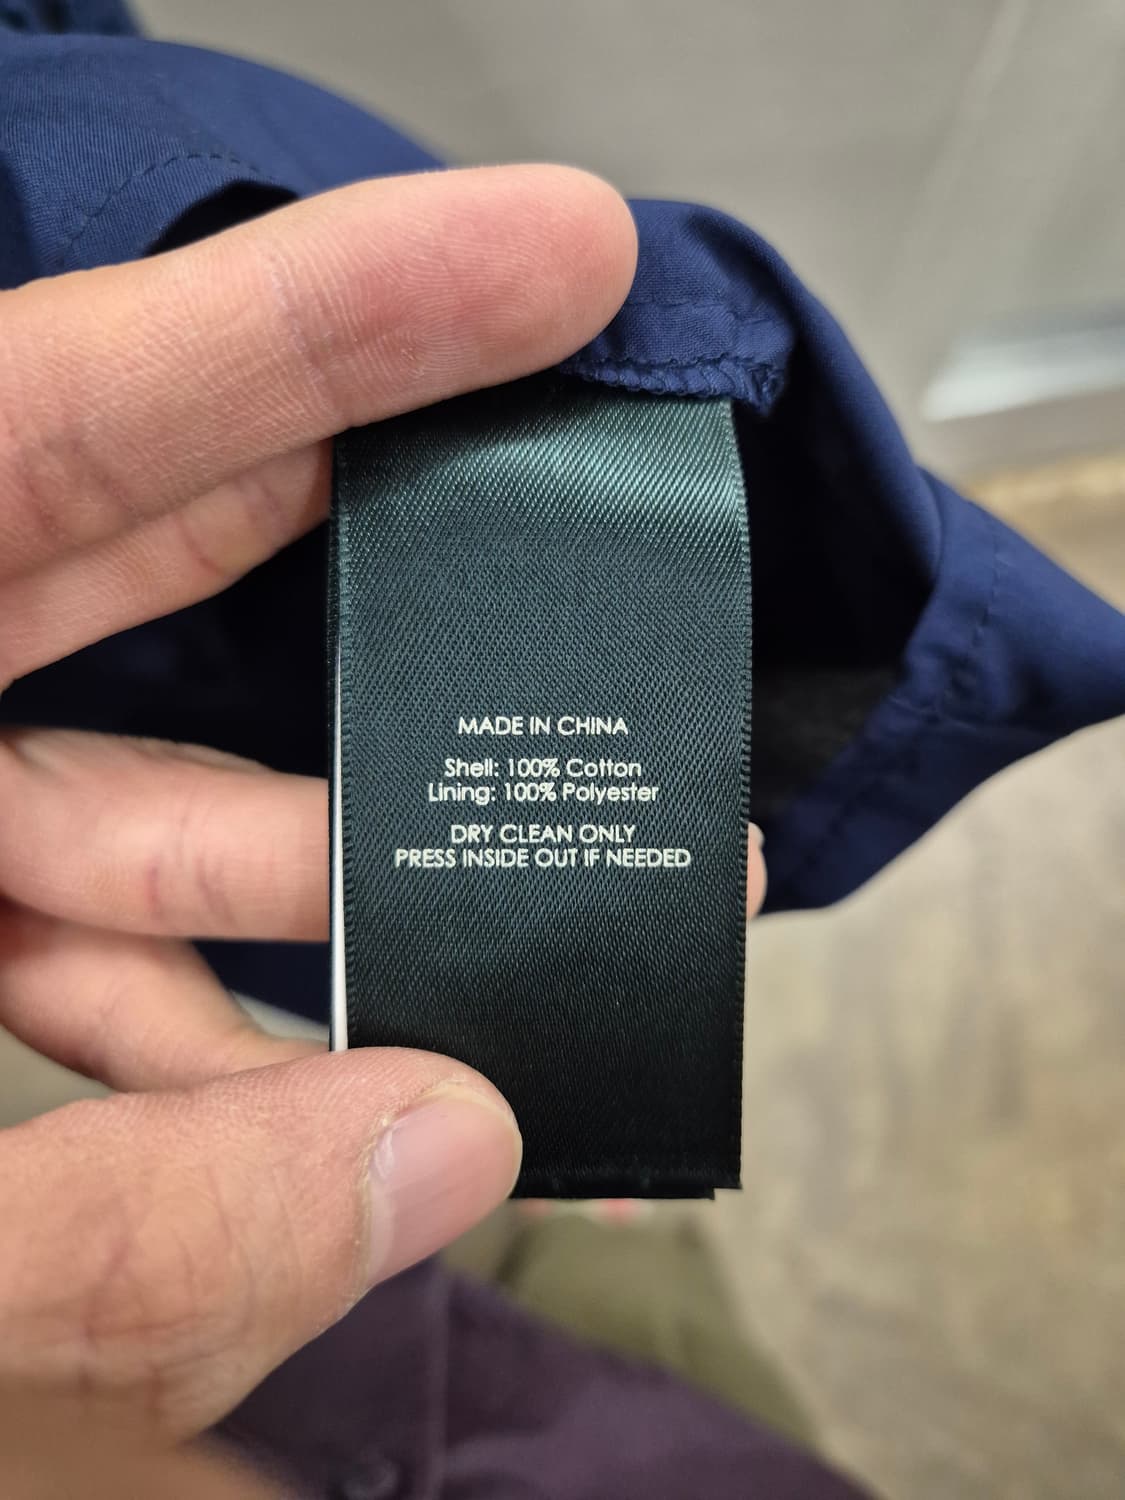 MADE IN CHINA
Shell: 100% Cotton
Lining: 100% Polyester
DRY CLEAN ONLY
PRESS INSIDE OUT IF NEEDED